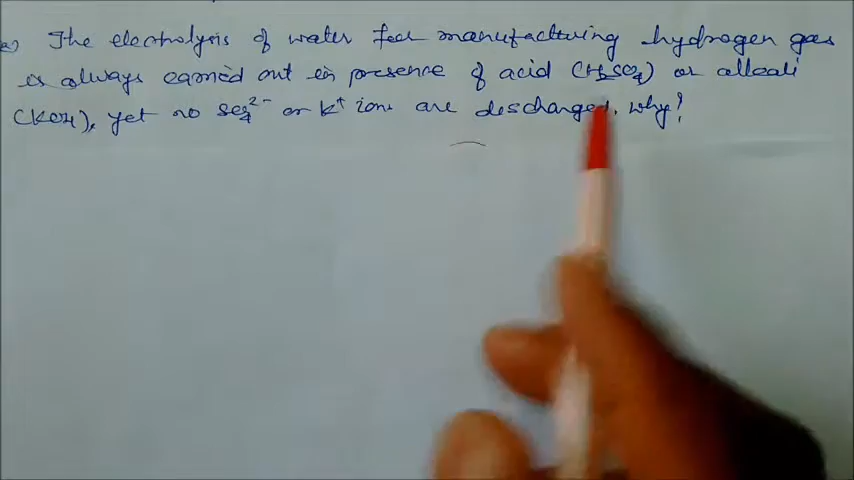 Q) The electrolysis of water for manufacturing hydrogen gas
is always carried out in presence of acid (H₂SO₄) or alkali
(KOH), yet no SO₄²⁻ or K⁺ ions are discharged. Why?